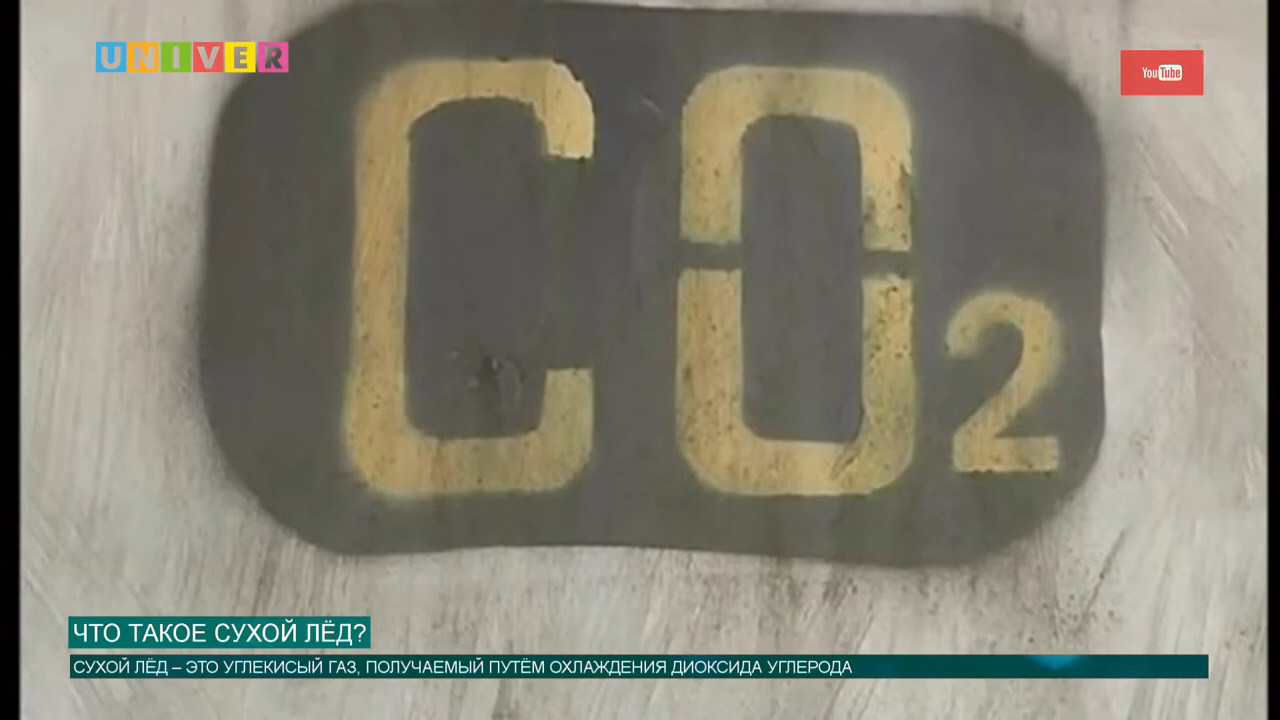 UNIVER
YouTube
CO2
ЧТО ТАКОЕ СУХОЙ ЛЁД?
СУХОЙ ЛЁД – ЭТО УГЛЕКИСЫЙ ГАЗ, ПОЛУЧАЕМЫЙ ПУТЁМ ОХЛАЖДЕНИЯ ДИОКСИДА УГЛЕРОДА